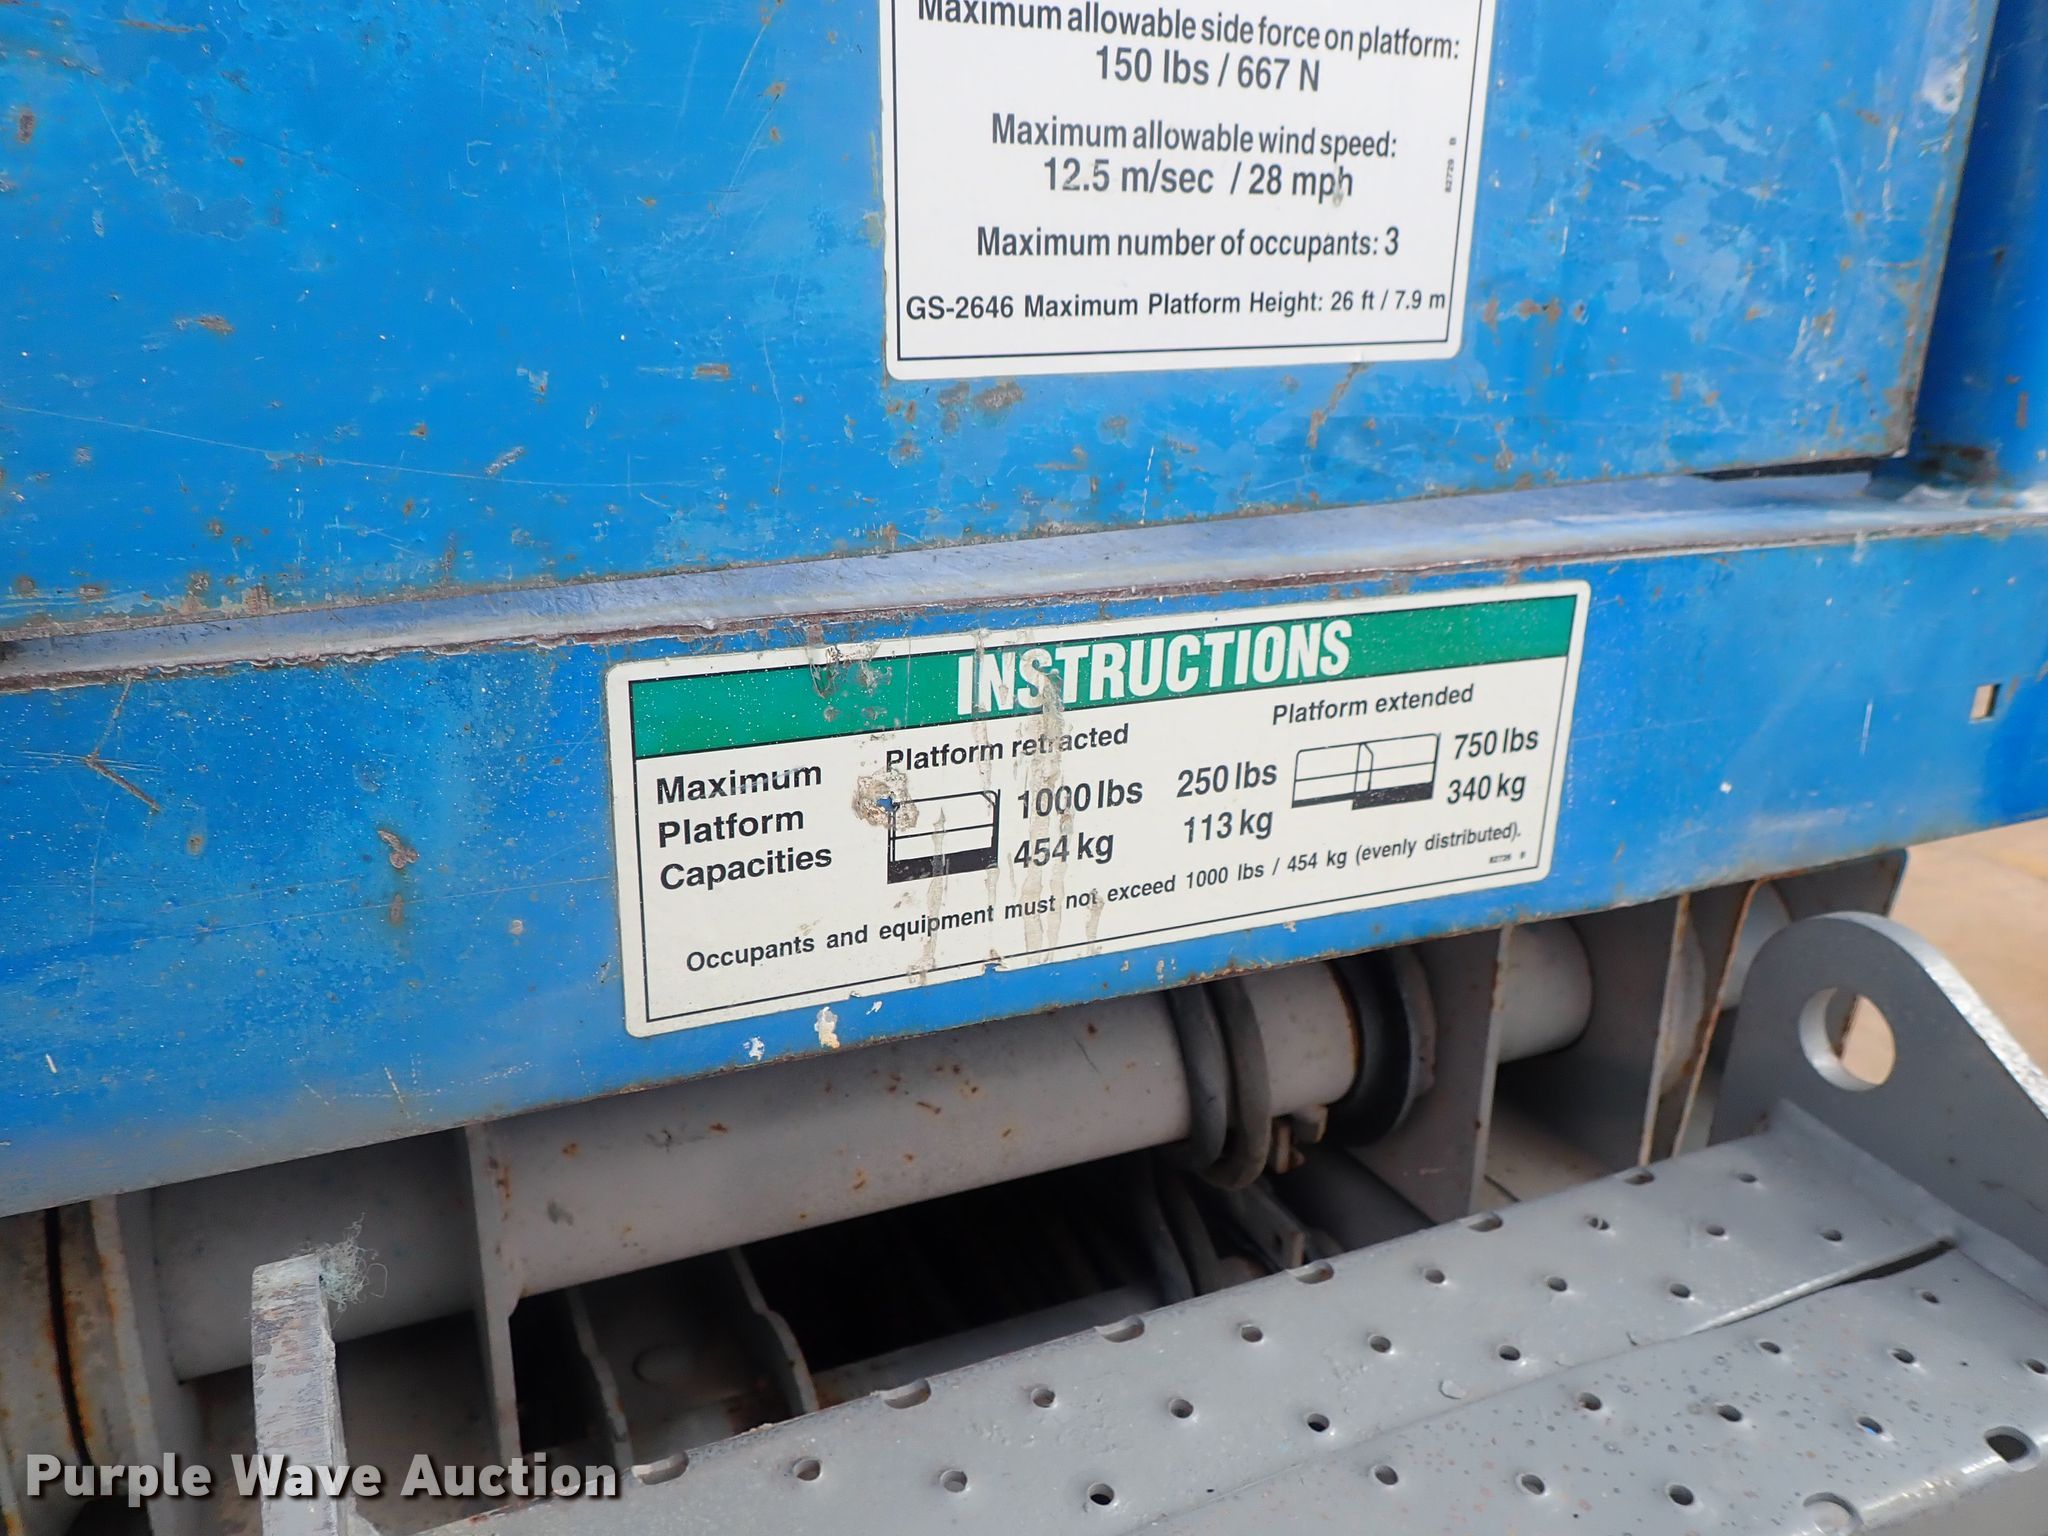 Maximum allowable side force on platform:
150 lbs / 667 N
Maximum allowable wind speed:
12.5 m/sec / 28 mph
Maximum number of occupants: 3
GS-2646 Maximum Platform Height: 26 ft / 7.9 m
82729 B
INSTRUCTIONS
Maximum
Platform
Capacities
Platform retracted
1000 lbs
454 kg
Platform extended
250 lbs
113 kg
750 lbs
340 kg
Occupants and equipment must not exceed 1000 lbs / 454 kg (evenly distributed).
82728 B
Purple Wave Auction